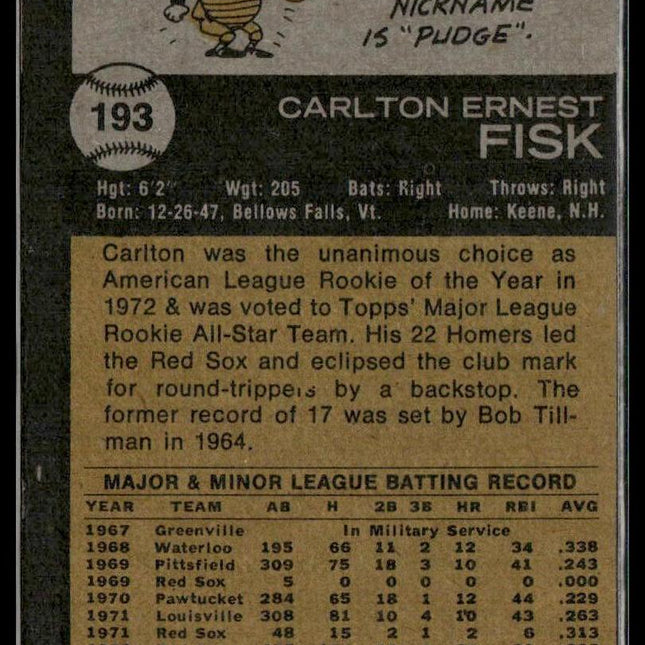 NICKNAME
IS "PUDGE".
193
CARLTON ERNEST
FISK
Hgt: 6'2" Wgt: 205 Bats: Right Throws: Right
Born: 12-26-47, Bellows Falls, Vt. Home: Keene, N.H.
Carlton was the unanimous choice as
American League Rookie of the Year in
1972 & was voted to Topps' Major League
Rookie All-Star Team. His 22 Homers led
the Red Sox and eclipsed the club mark
for round-trippers by a backstop. The
former record of 17 was set by Bob Till-
man in 1964.
MAJOR & MINOR LEAGUE BATTING RECORD
YEAR TEAM AB H 2B 3B HR RBI AVG
1967 Greenville In Military Service
1968 Waterloo 195 66 11 2 12 34 .338
1969 Pittsfield 309 75 18 3 10 41 .243
1969 Red Sox 5 0 0 0 0 0 .000
1970 Pawtucket 284 65 18 1 12 44 .229
1971 Louisville 308 81 10 4 10 43 .263
1971 Red Sox 48 15 2 1 2 6 .313